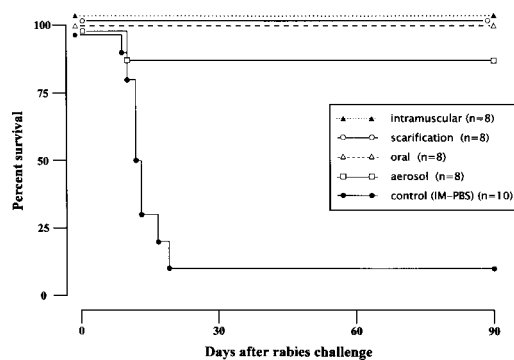 100
75
50
25
0
Percent survival
intramuscular (n=8)
scarification (n=8)
oral (n=8)
aerosol (n=8)
control (IM-PBS) (n=10)
0 30 60 90
Days after rabies challenge